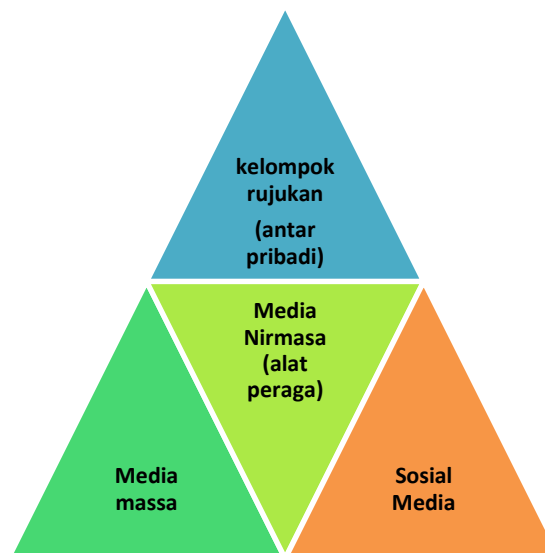 kelompok
rujukan
(antar
pribadi)
Media
Nirmasa
(alat
peraga)
Media
massa
Sosial
Media